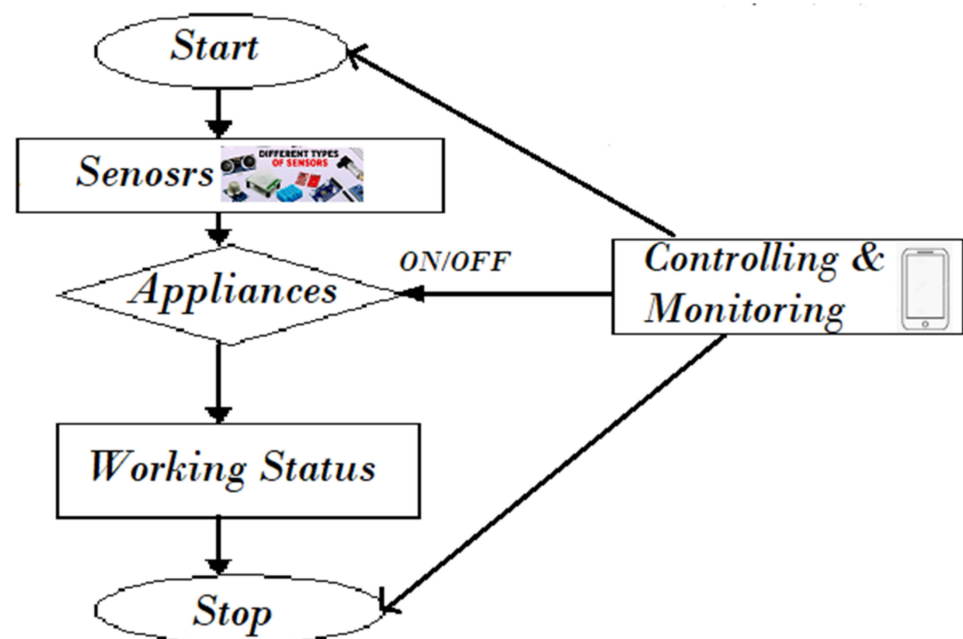 Start
Senosrs
DIFFERENT TYPES
OF SENSORS
Appliances
ON/OFF
Controlling &
Monitoring
Working Status
Stop